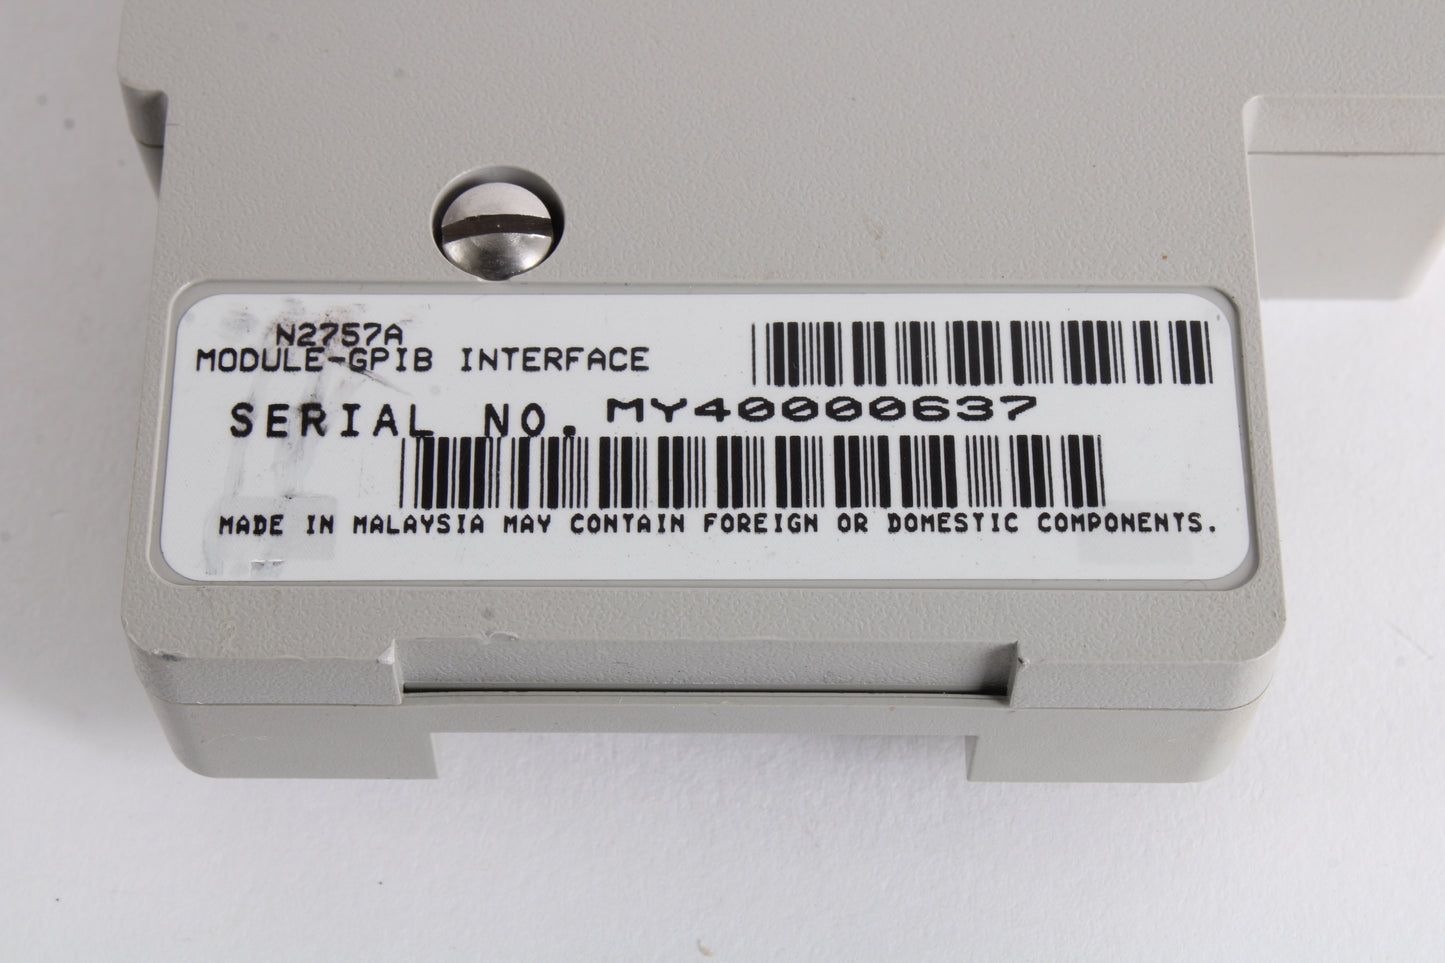 N2757A
MODULE-GPIB INTERFACE
SERIAL NO. MY40000637
MADE IN MALAYSIA MAY CONTAIN FOREIGN OR DOMESTIC COMPONENTS.